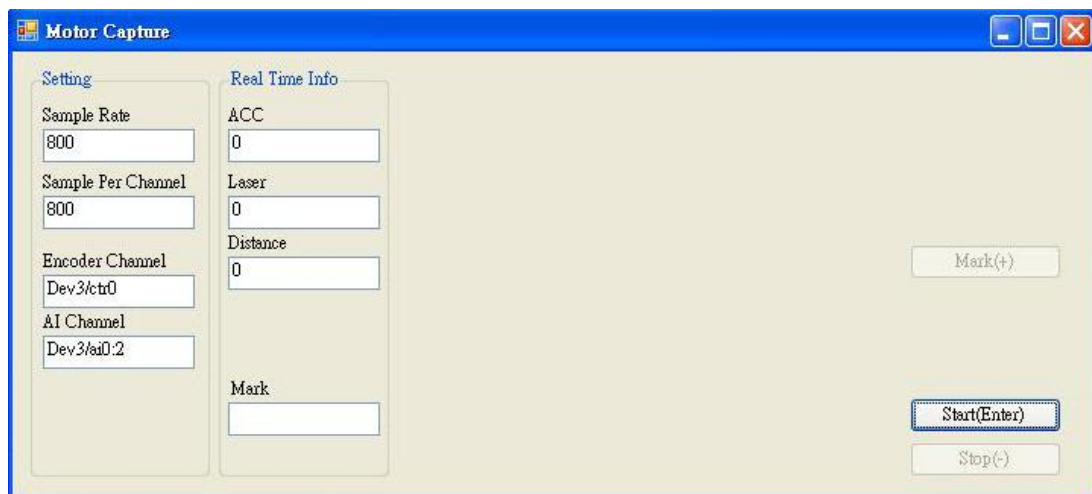 Motor Capture
Setting
Sample Rate
800
Sample Per Channel
800
Encoder Channel
Dev3/ctr0
AI Channel
Dev3/ai0:2
Real Time Info
ACC
0
Laser
0
Distance
0
Mark
Mark(+)
Start(Enter)
Stop(-)